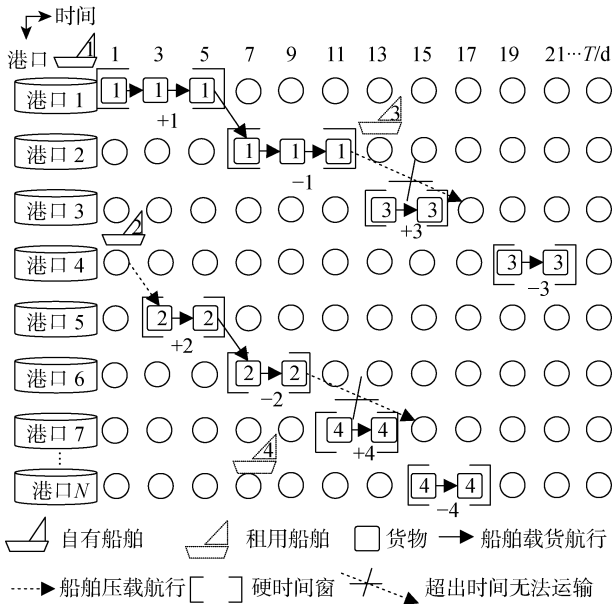 时间
港口 1 1 3 5 7 9 11 13 15 17 19 21···T/d
港口 1 1 1 1
+1 3
港口 2 1 1 1
−1
港口 3 3 3
2 +3
港口 4 3 3
−3
港口 5 2 2
+2
港口 6 2 2
−2
港口 7 4 4
⋮ 4 +4
港口N 4 4
−4
自有船舶 租用船舶 货物 船舶载货航行
船舶压载航行 硬时间窗 超出时间无法运输